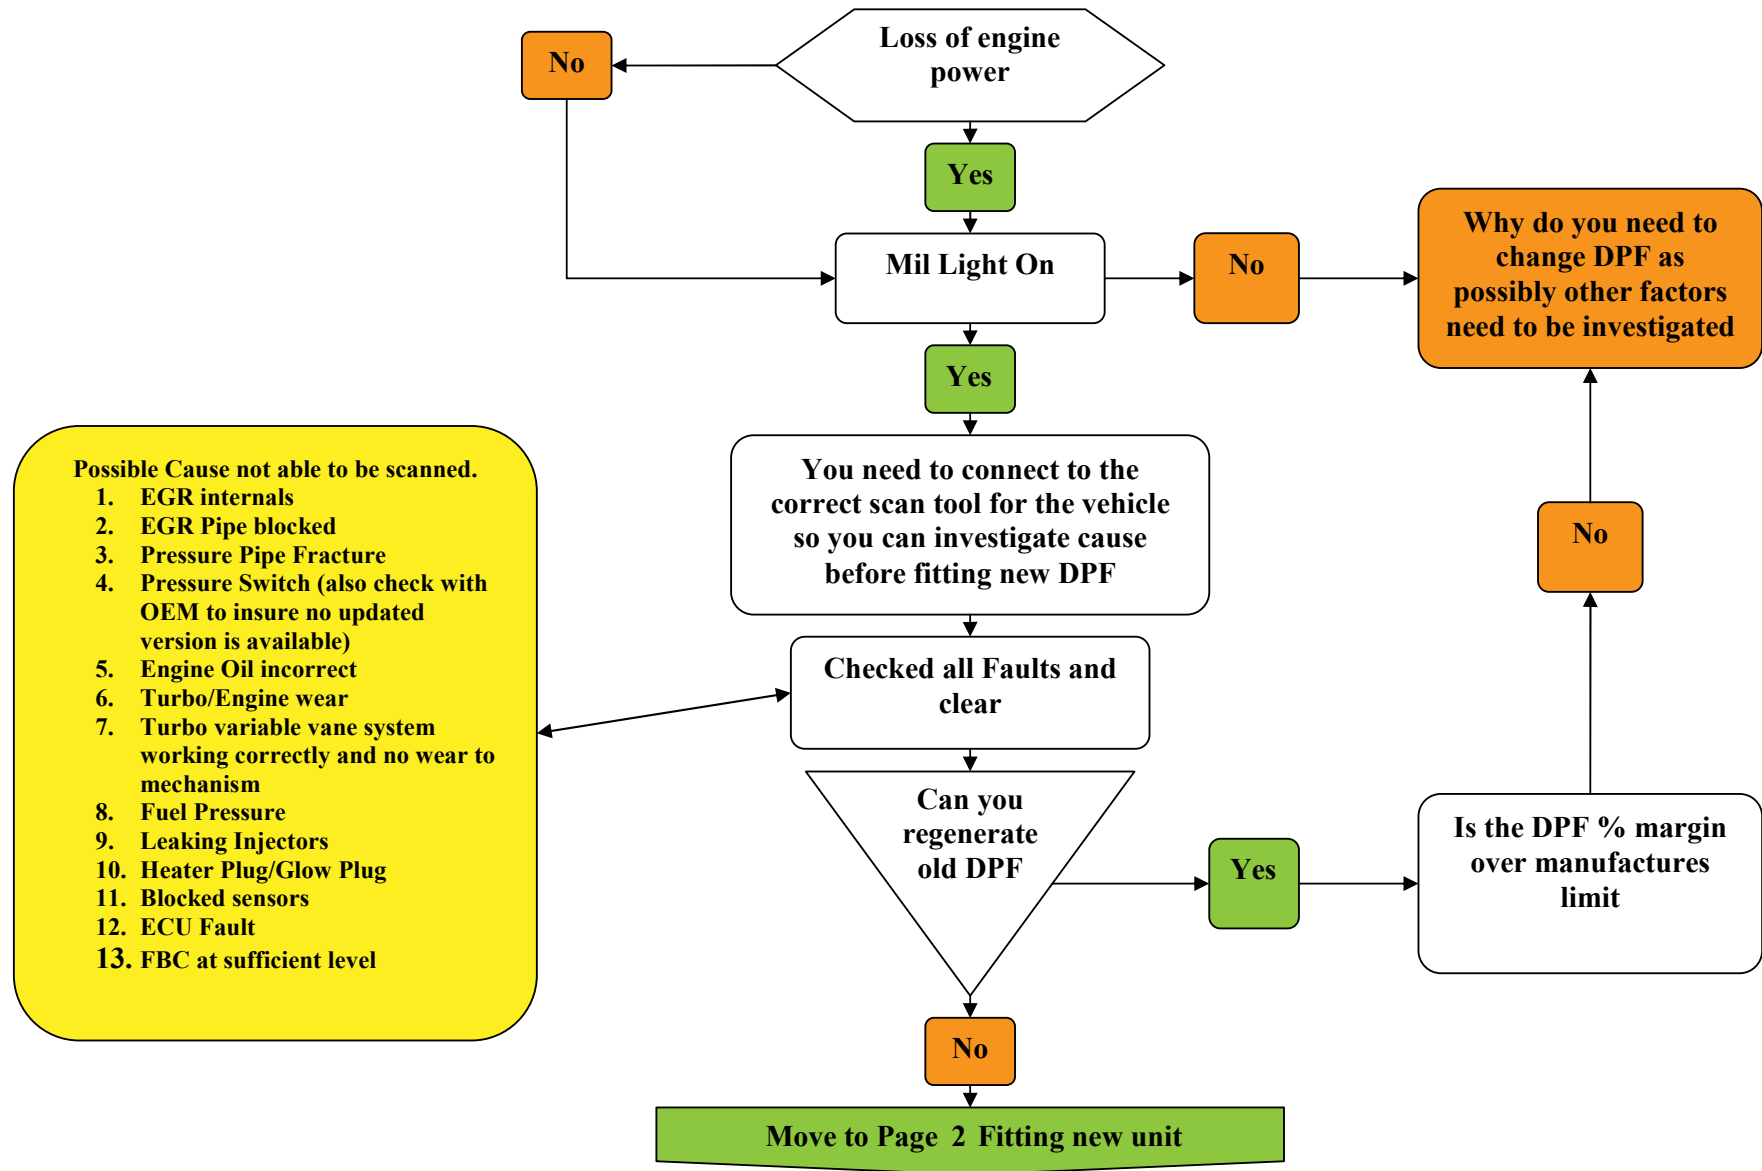 Loss of engine
power
No
Yes
Mil Light On
No
Why do you need to
change DPF as
possibly other factors
need to be investigated
Yes
You need to connect to the
correct scan tool for the vehicle
so you can investigate cause
before fitting new DPF
Possible Cause not able to be scanned.
1. EGR internals
2. EGR Pipe blocked
3. Pressure Pipe Fracture
4. Pressure Switch (also check with
OEM to insure no updated
version is available)
5. Engine Oil incorrect
6. Turbo/Engine wear
7. Turbo variable vane system
working correctly and no wear to
mechanism
8. Fuel Pressure
9. Leaking Injectors
10. Heater Plug/Glow Plug
11. Blocked sensors
12. ECU Fault
13. FBC at sufficient level
No
Checked all Faults and
clear
Can you
regenerate
old DPF
Yes
Is the DPF % margin
over manufactures
limit
No
Move to Page 2 Fitting new unit